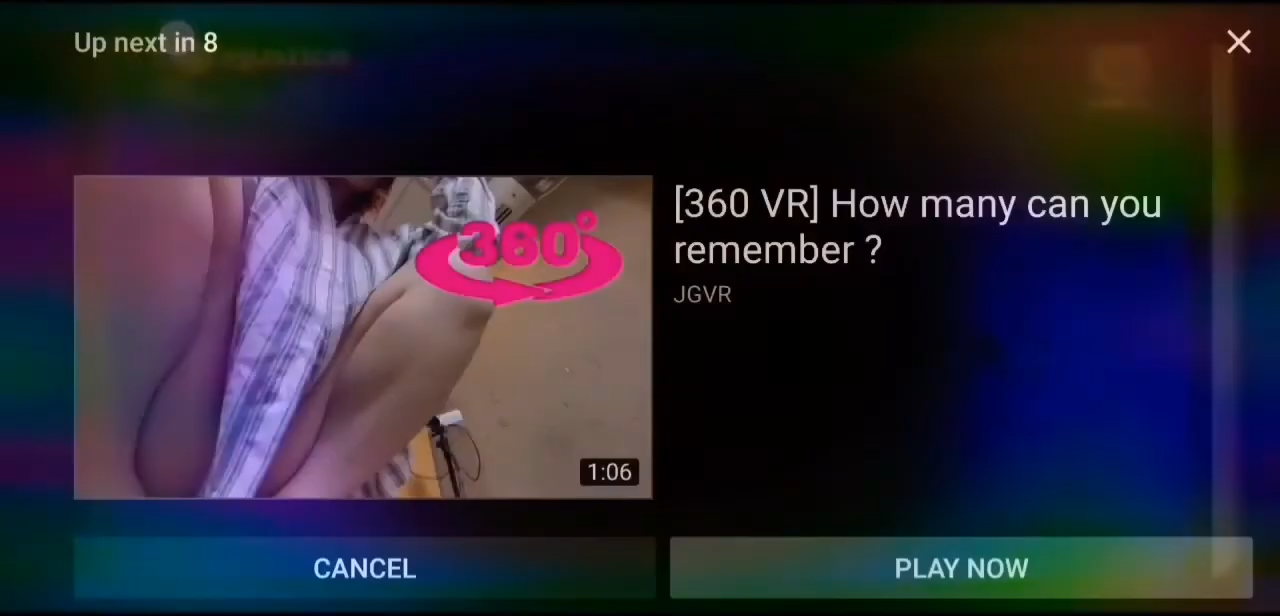 Up next in 8
[360 VR] How many can you
remember ?
JGVR
360°
1:06
CANCEL
PLAY NOW